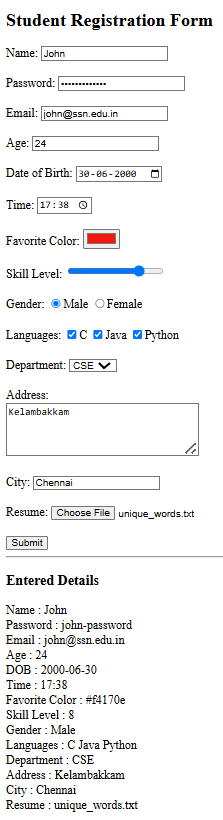 Student Registration Form
Name: John
Password: •••••••••••••
Email: john@ssn.edu.in
Age: 24
Date of Birth: 30-06-2000
Time: 17:38
Favorite Color:
Skill Level:
Gender: Male Female
Languages: C Java Python
Department: CSE
Address:
Kelambakkam
City: Chennai
Resume: Choose File unique_words.txt
Submit
Entered Details
Name : John
Password : john-password
Email : john@ssn.edu.in
Age : 24
DOB : 2000-06-30
Time : 17:38
Favorite Color : #f4170e
Skill Level : 8
Gender : Male
Languages : C Java Python
Department : CSE
Address : Kelambakkam
City : Chennai
Resume : unique_words.txt